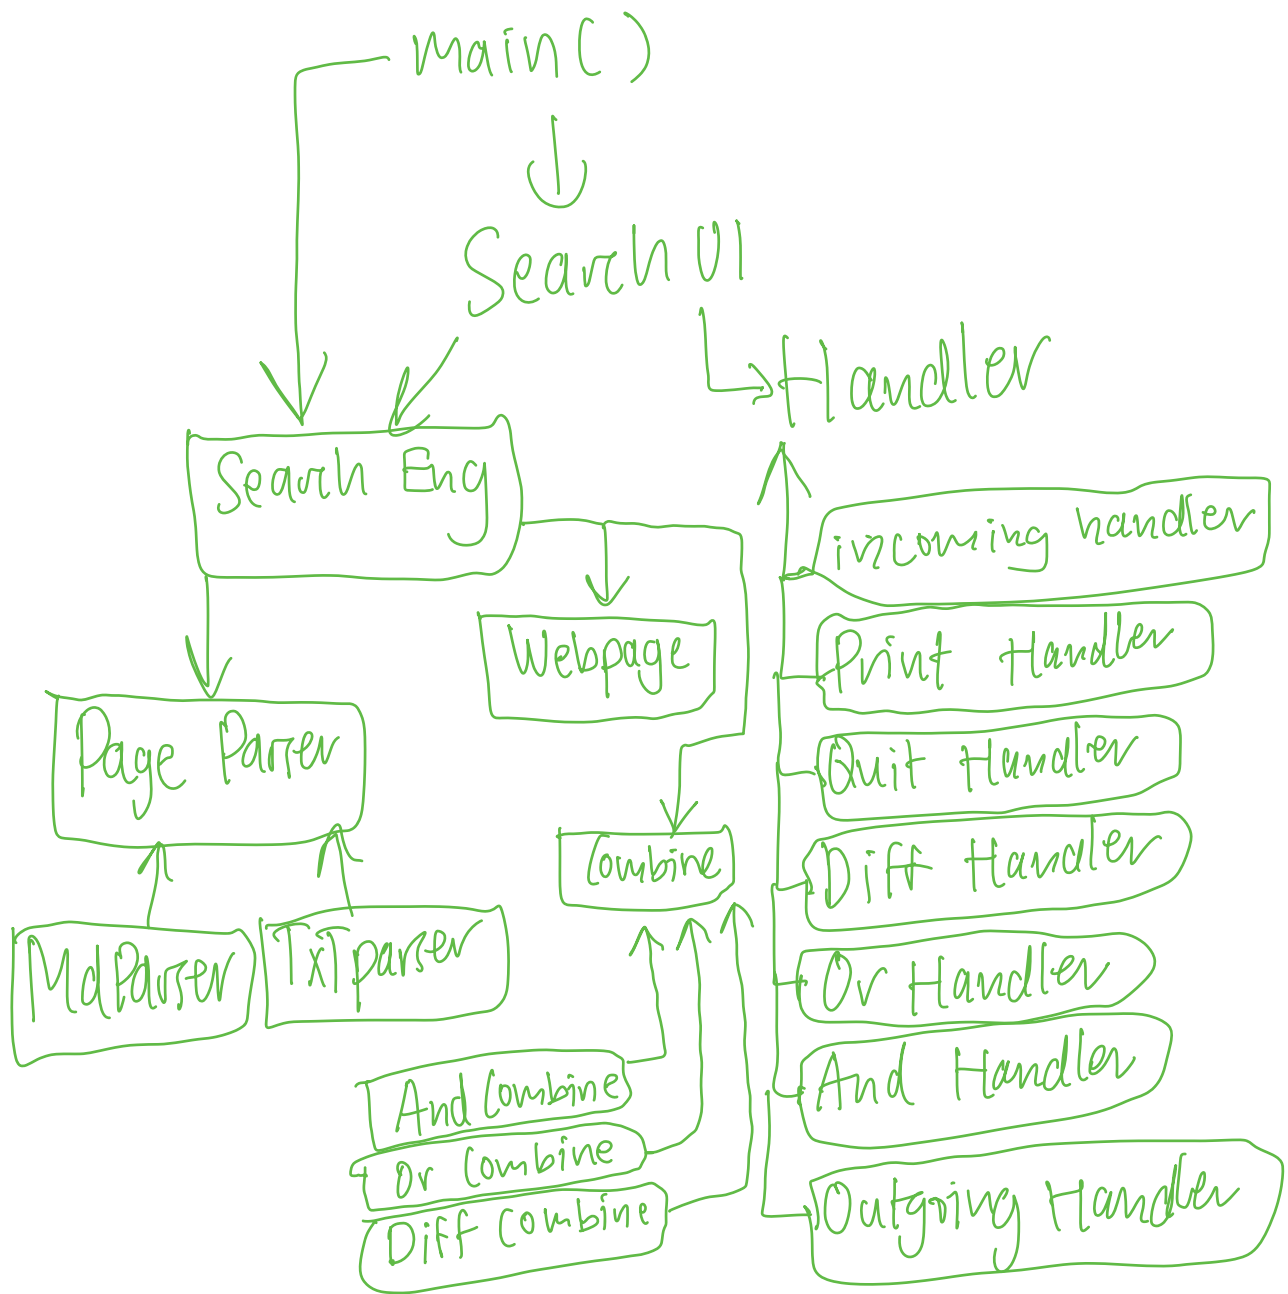 main()
Search UI
Handler
Search Eng
incoming handler
Webpage
Print Handler
Page Parser
Quit Handler
Combine
Diff Handler
MdParser
TxTparser
Or Handler
And Combine
And Handler
Or Combine
Diff Combine
Outgoing Handler